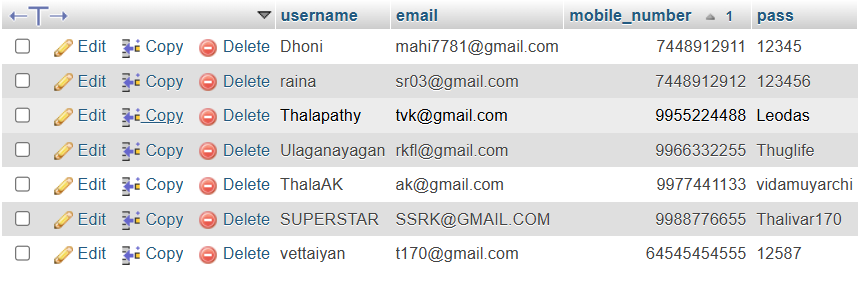 username email mobile_number 1 pass
Edit Copy Delete Dhoni mahi7781@gmail.com 7448912911 12345
Edit Copy Delete raina sr03@gmail.com 7448912912 123456
Edit Copy Delete Thalapathy tvk@gmail.com 9955224488 Leodas
Edit Copy Delete Ulaganayagan rkfl@gmail.com 9966332255 Thuglife
Edit Copy Delete ThalaAK ak@gmail.com 9977441133 vidamuyarchi
Edit Copy Delete SUPERSTAR SSRK@GMAIL.COM 9988776655 Thalivar170
Edit Copy Delete vettaiyan t170@gmail.com 64545454555 12587